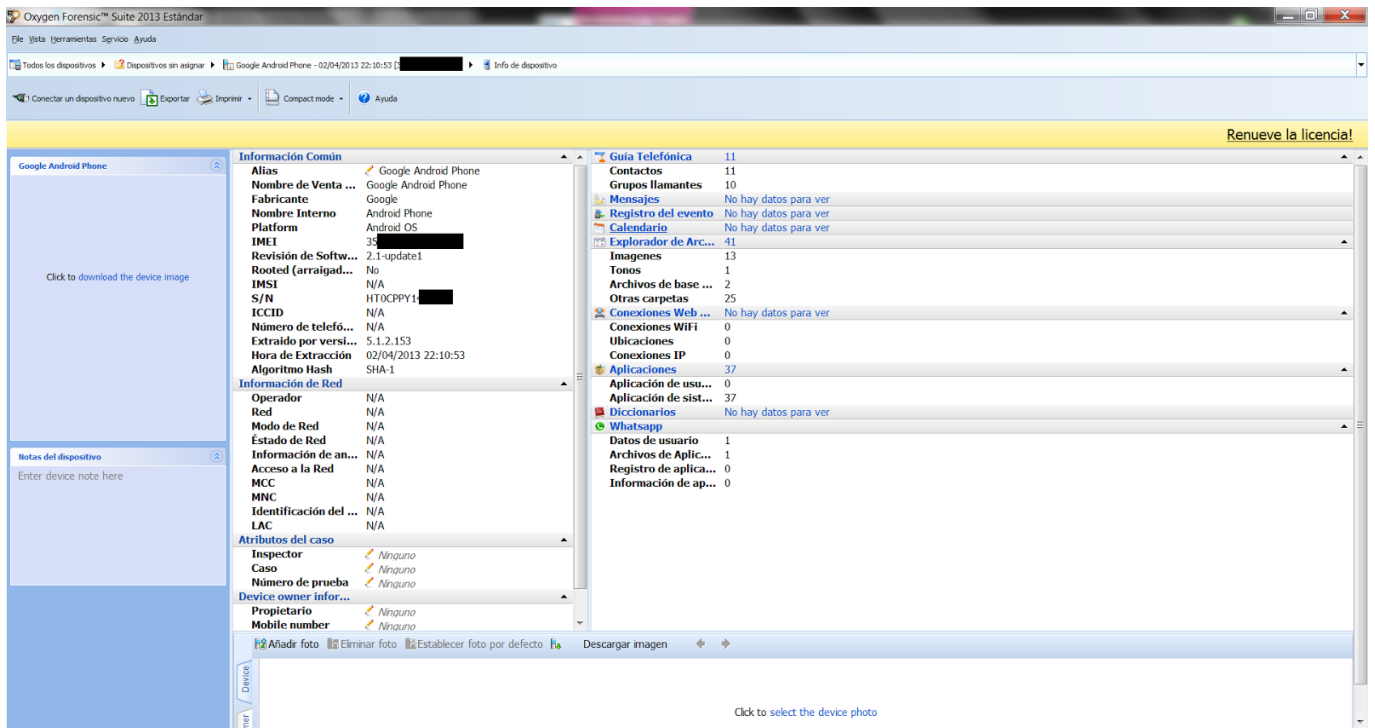 Oxygen Forensic™ Suite 2013 Estándar
File Vista Herramientas Servicio Ayuda
Todos los dispositivos Dispositivos sin asignar Google Android Phone - 02/04/2013 22:10:53 [3 Info de dispositivo
Conectar un dispositivo nuevo Exportar Imprimir Compact mode Ayuda
Renueve la licencia!
Google Android Phone
Click to download the device image
Notas del dispositivo
Enter device note here
Información Común
Alias Google Android Phone
Nombre de Venta ... Google Android Phone
Fabricante Google
Nombre Interno Android Phone
Platform Android OS
IMEI 35
Revisión de Softw... 2.1-update1
Rooted (arraigad... No
IMSI N/A
S/N HT0CPPY1
ICCID N/A
Número de telefó... N/A
Extraido por versi... 5.1.2.153
Hora de Extracción 02/04/2013 22:10:53
Algoritmo Hash SHA-1
Información de Red
Operador N/A
Red N/A
Modo de Red N/A
Éstado de Red N/A
Información de an... N/A
Acceso a la Red N/A
MCC N/A
MNC N/A
Identificación del ... N/A
LAC N/A
Atributos del caso
Inspector Ninguno
Caso Ninguno
Número de prueba Ninguno
Device owner infor...
Propietario Ninguno
Mobile number Ninguno
Guía Telefónica 11
Contactos 11
Grupos llamantes 10
Mensajes No hay datos para ver
Registro del evento No hay datos para ver
Calendario No hay datos para ver
Explorador de Arc... 41
Imagenes 13
Tonos 1
Archivos de base ... 2
Otras carpetas 25
Conexiones Web ... No hay datos para ver
Conexiones WiFi 0
Ubicaciones 0
Conexiones IP 0
Aplicaciones 37
Aplicación de usu... 0
Aplicación de sist... 37
Diccionarios No hay datos para ver
Whatsapp
Datos de usuario 1
Archivos de Aplic... 1
Registro de aplica... 0
Información de ap... 0
Añadir foto Eliminar foto Establecer foto por defecto Descargar imagen
Device
Click to select the device photo